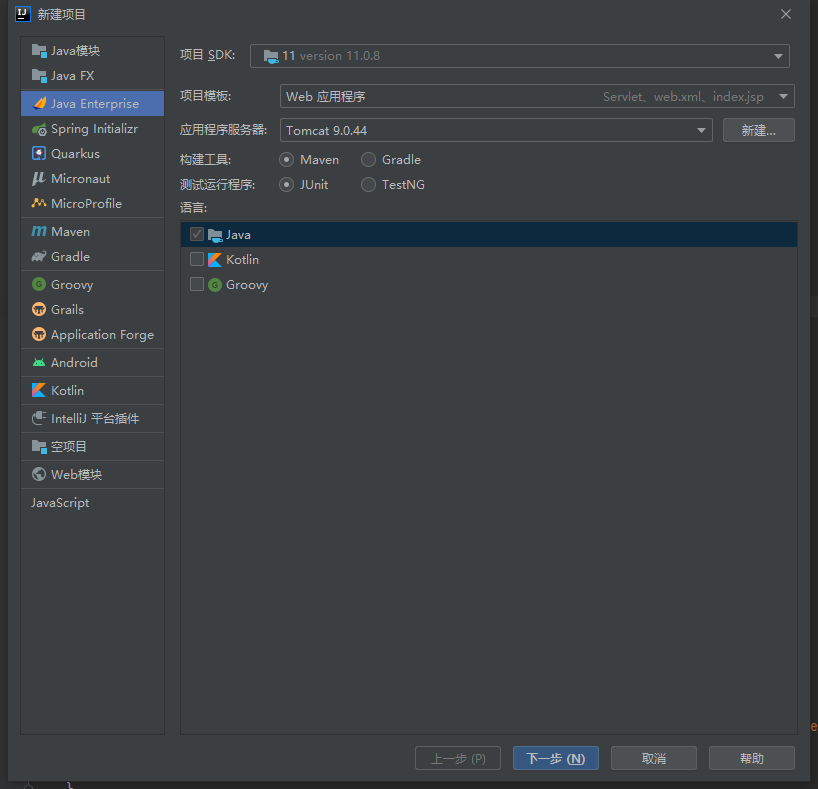 新建项目
Java模块
Java FX
Java Enterprise
Spring Initializr
Quarkus
Micronaut
MicroProfile
Maven
Gradle
Groovy
Grails
Application Forge
Android
Kotlin
IntelliJ 平台插件
空项目
Web模块
JavaScript
项目 SDK: 11 version 11.0.8
项目模板: Web 应用程序 Servlet、web.xml、index.jsp
应用程序服务器: Tomcat 9.0.44 新建...
构建工具: Maven Gradle
测试运行程序: JUnit TestNG
语言:
Java
Kotlin
Groovy
上一步 (P) 下一步 (N) 取消 帮助
e
}